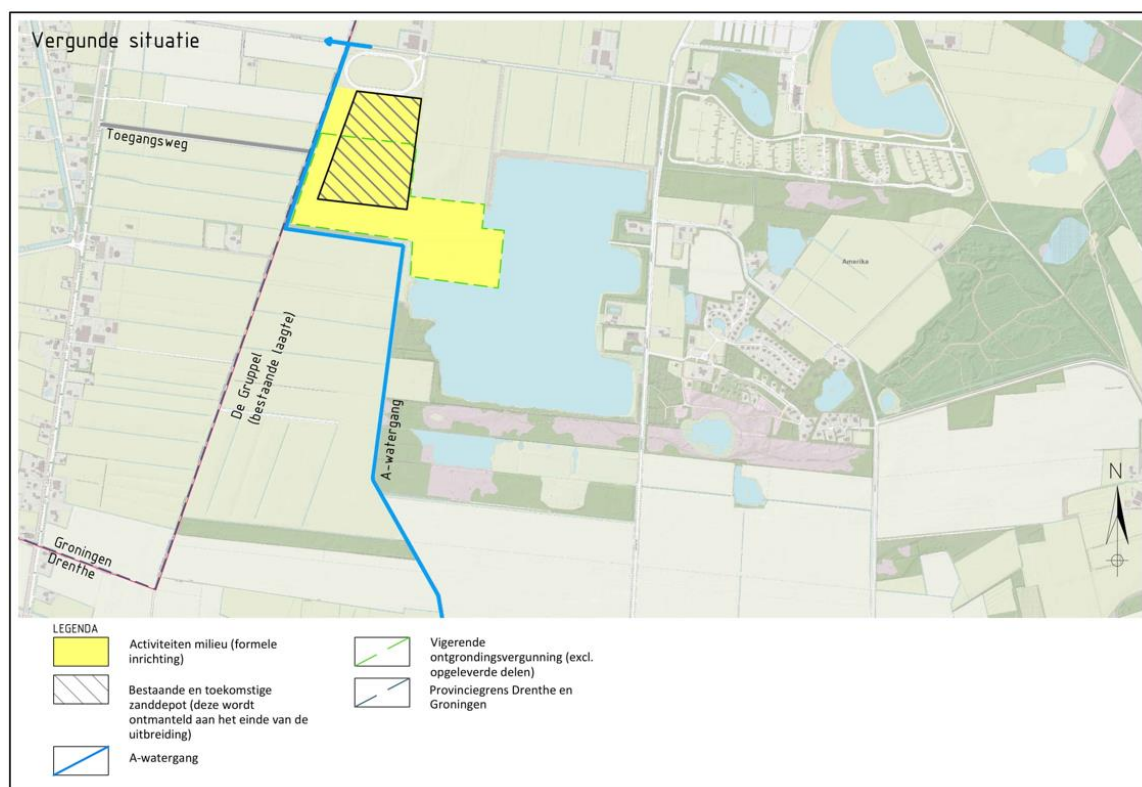 Vergunde situatie
Toegangsweg
Amerika
De Gruppel
(bestaande laagte)
A-watergang
N
Groningen
Drenthe
LEGENDA
Activiteiten milieu (formele
inrichting)
Bestaande en toekomstige
zanddepot (deze wordt
ontmanteld aan het einde van de
uitbreiding)
A-watergang
Vigerende
ontgrondingsvergunning (excl.
opgeleverde delen)
Provinciegrens Drenthe en
Groningen